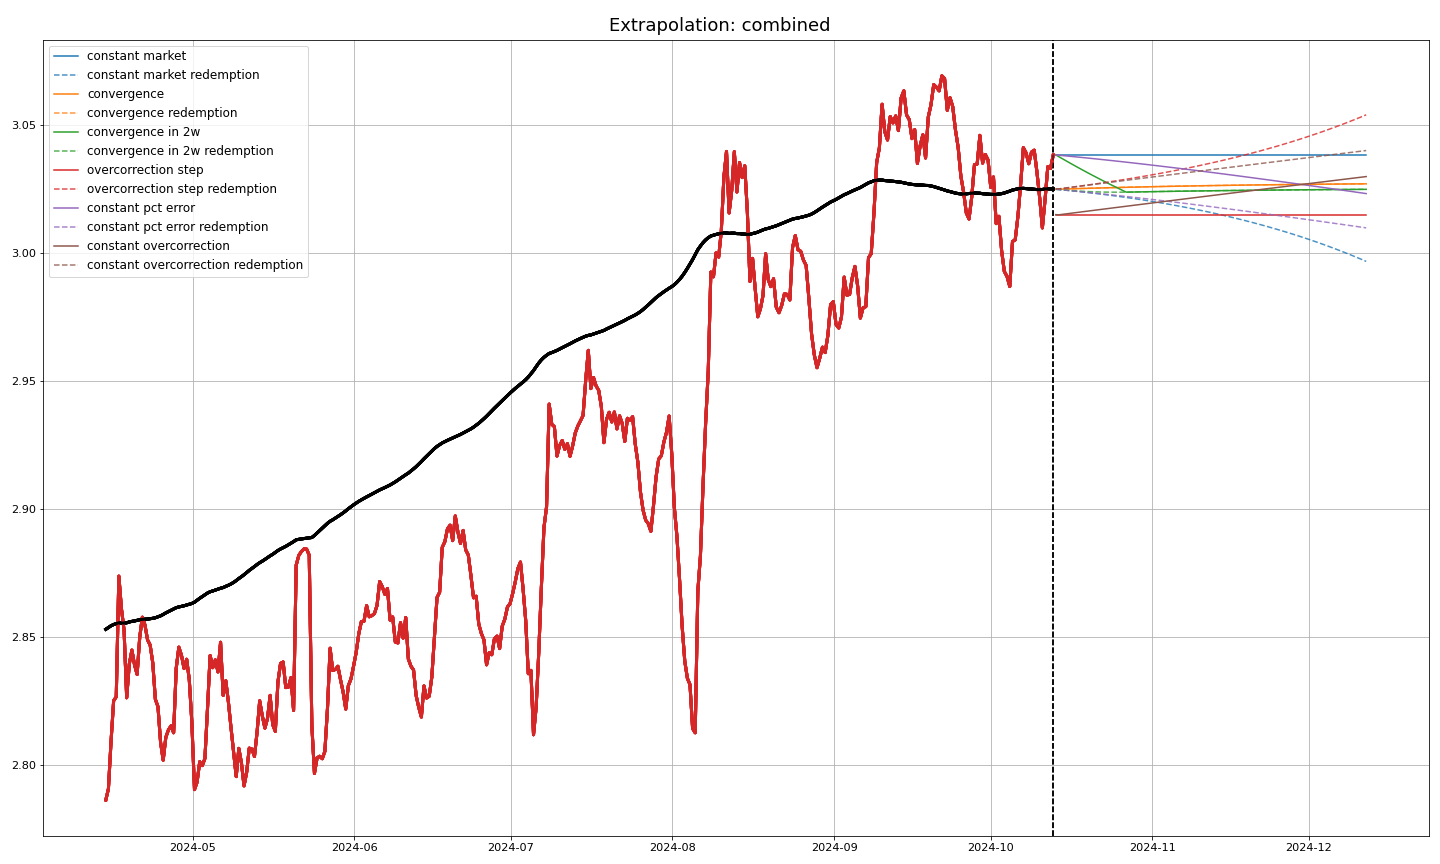 Extrapolation: combined
constant market
constant market redemption
convergence
convergence redemption
convergence in 2w
convergence in 2w redemption
overcorrection step
overcorrection step redemption
constant pct error
constant pct error redemption
constant overcorrection
constant overcorrection redemption
3.05
3.00
2.95
2.90
2.85
2.80
2024-05 2024-06 2024-07 2024-08 2024-09 2024-10 2024-11 2024-12